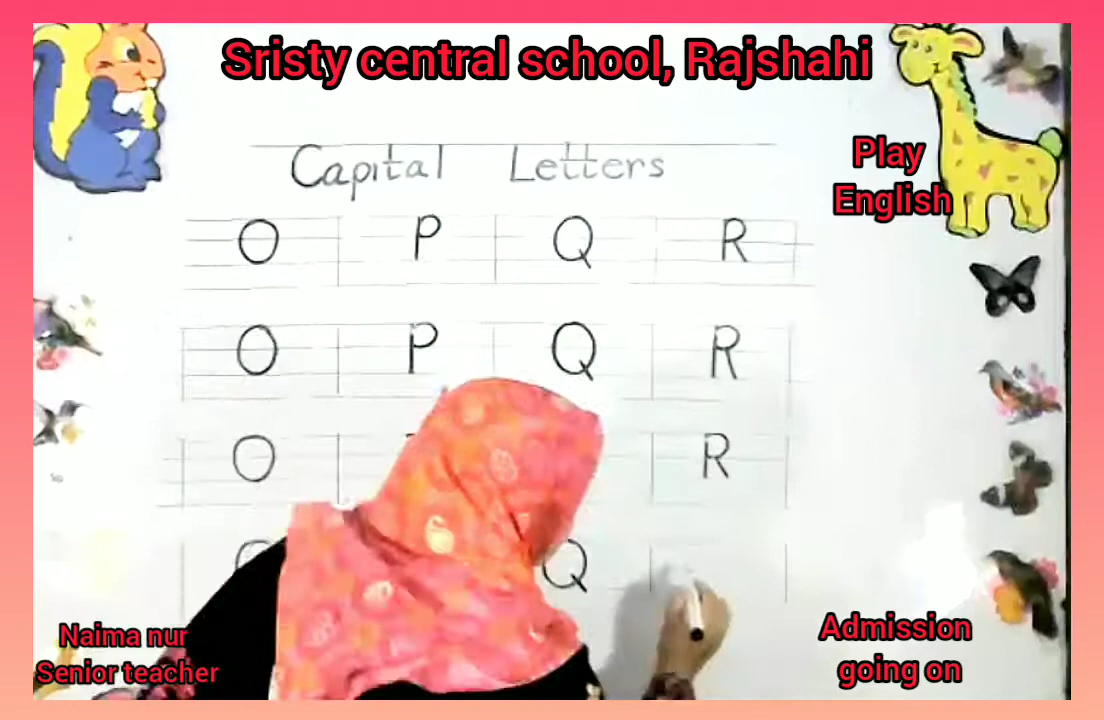 Sristy central school, Rajshahi
Play
English
Capital Letters
O P Q R
O P Q R
O R
Q
Naima nur
Senior teacher
Admission
going on